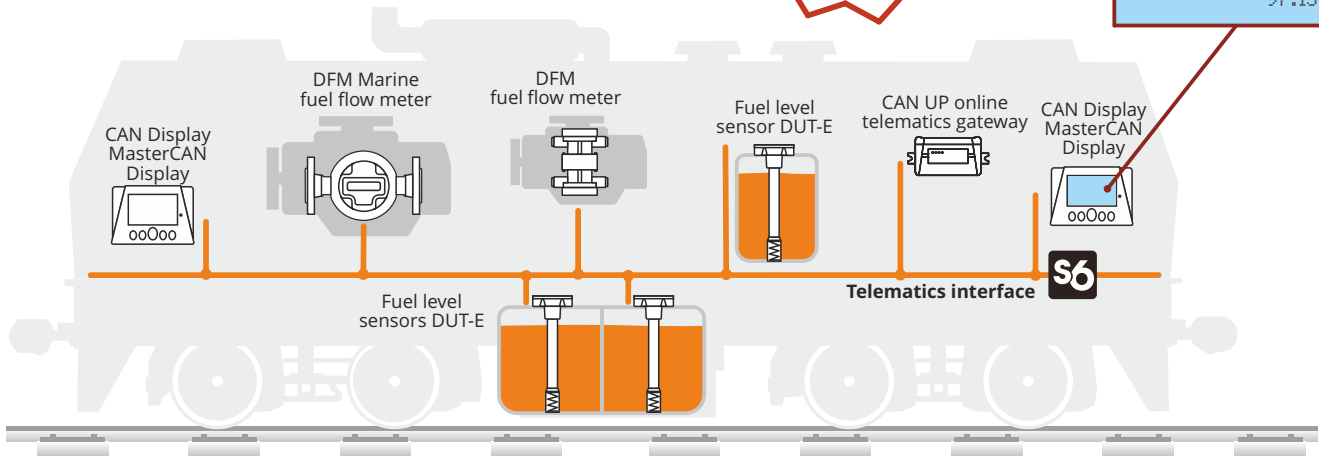 DFM Marine
fuel flow meter
DFM
fuel flow meter
Fuel level
sensor DUT-E
CAN UP online
telematics gateway
CAN Display
MasterCAN
Display
CAN Display
MasterCAN
Display
Telematics interface
S6
Fuel level
sensors DUT-E